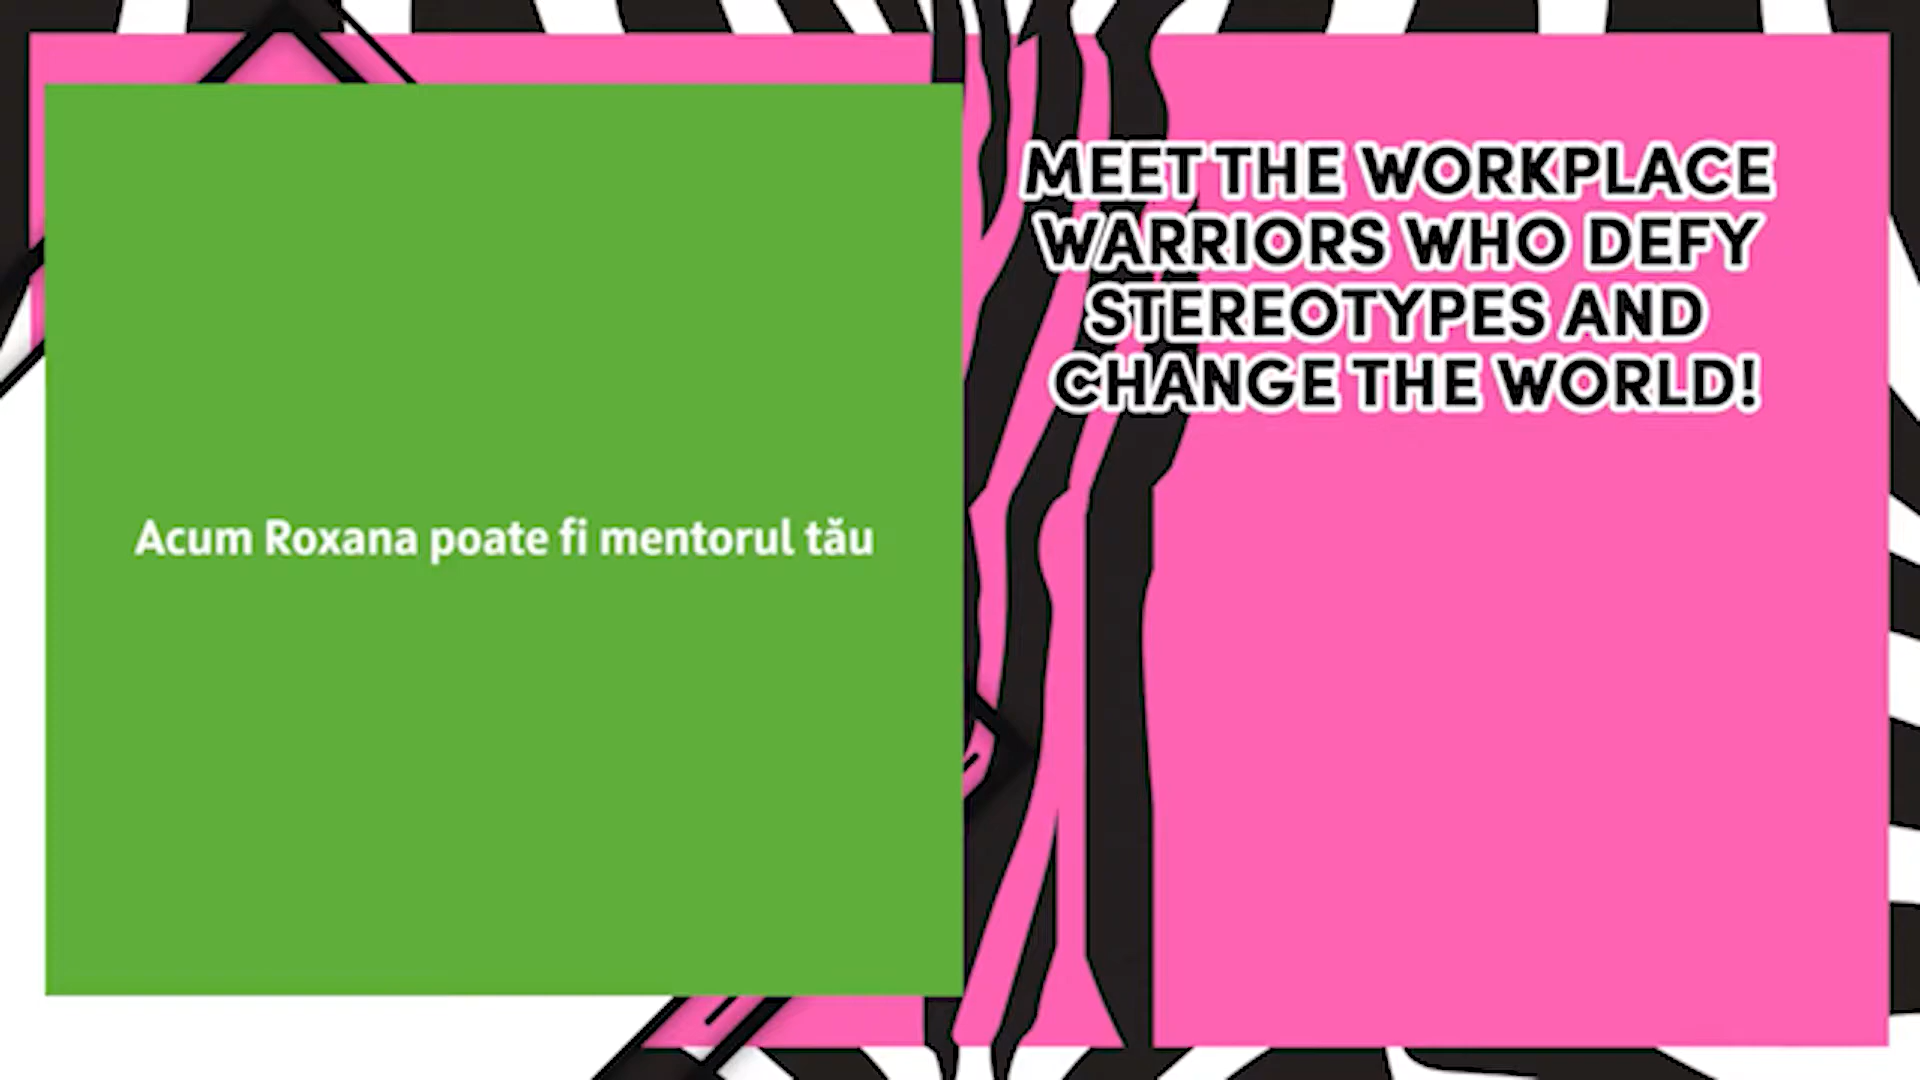 Acum Roxana poate fi mentorul tău
MEET THE WORKPLACE
WARRIORS WHO DEFY
STEREOTYPES AND
CHANGE THE WORLD!